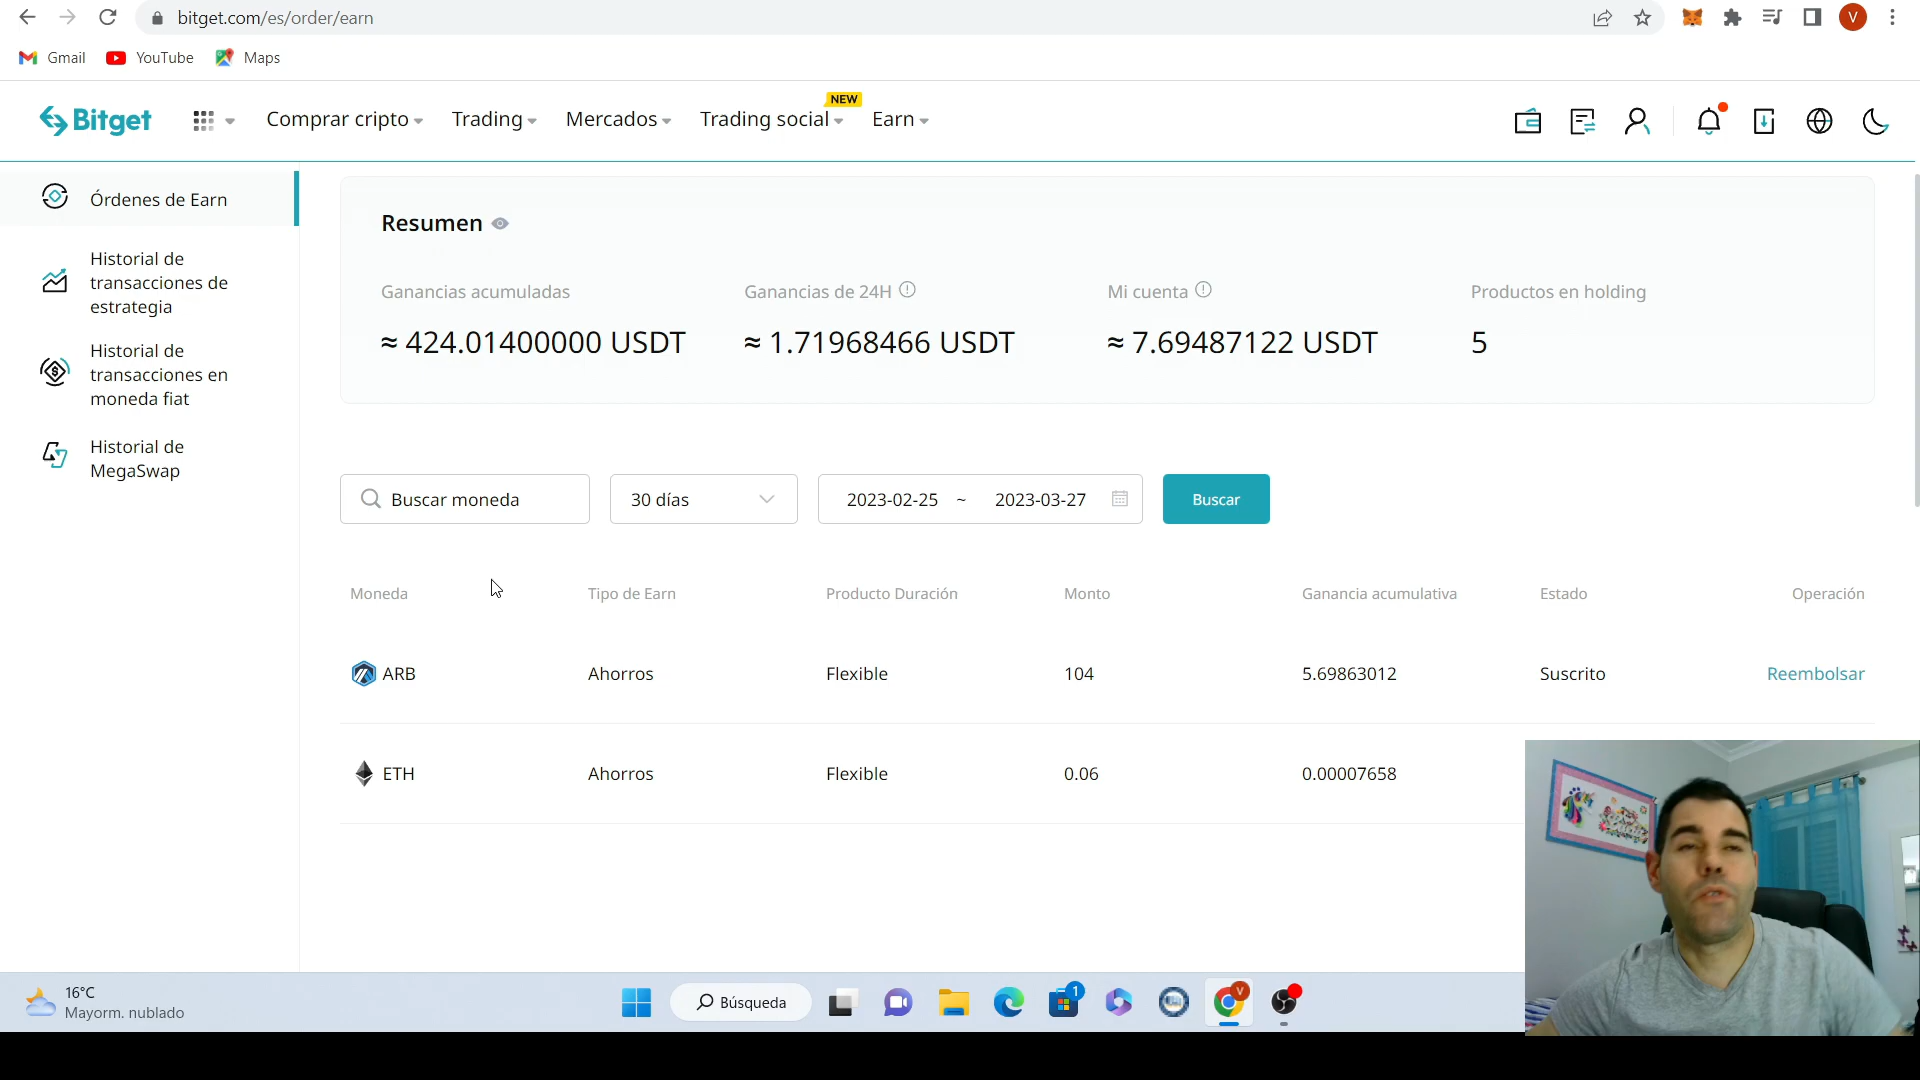 bitget.com/es/order/earn
V
Gmail YouTube Maps
Bitget Comprar cripto Trading Mercados Trading social NEW Earn
Órdenes de Earn
Historial de
transacciones de
estrategia
Historial de
transacciones en
moneda fiat
Historial de
MegaSwap
Resumen
Ganancias acumuladas Ganancias de 24H Mi cuenta Productos en holding
≈ 424.01400000 USDT ≈ 1.71968466 USDT ≈ 7.69487122 USDT 5
Buscar moneda 30 días 2023-02-25 ~ 2023-03-27 Buscar
Moneda Tipo de Earn Producto Duración Monto Ganancia acumulativa Estado Operación
ARB Ahorros Flexible 104 5.69863012 Suscrito Reembolsar
ETH Ahorros Flexible 0.06 0.00007658
16°C
Mayorm. nublado
Búsqueda
1
V